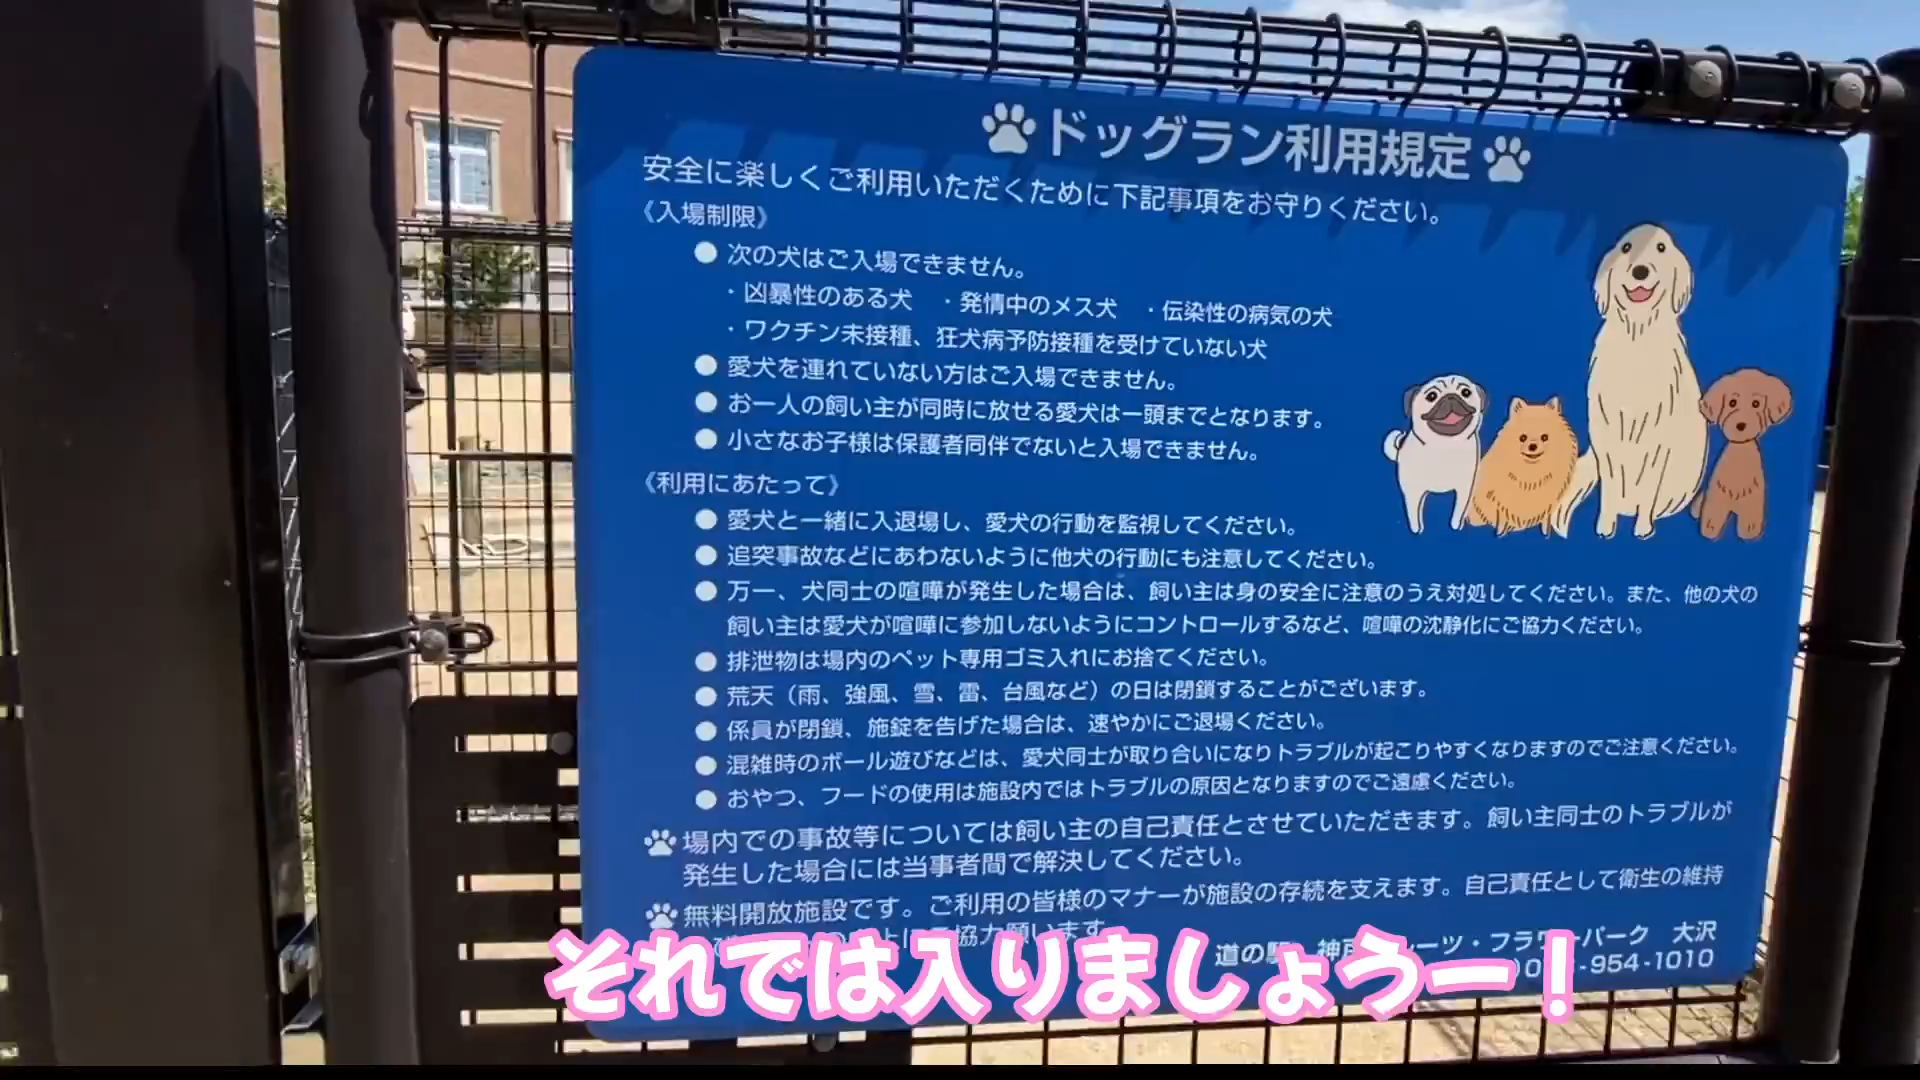 ドッグラン利用規定
安全に楽しくご利用いただくために下記事項をお守りください。
《入場制限》
● 次の犬はご入場できません。
・凶暴性のある犬 ・発情中のメス犬 ・伝染性の病気の犬
・ワクチン未接種、狂犬病予防接種を受けていない犬
● 愛犬を連れていない方はご入場できません。
● お一人の飼い主が同時に放せる愛犬は一頭までとなります。
● 小さなお子様は保護者同伴でないと入場できません。
《利用にあたって》
● 愛犬と一緒に入退場し、愛犬の行動を監視してください。
● 追突事故などにあわないように他犬の行動にも注意してください。
● 万一、犬同士の喧嘩が発生した場合は、飼い主は身の安全に注意のうえ対処してください。また、他の犬の
飼い主は愛犬が喧嘩に参加しないようにコントロールするなど、喧嘩の沈静化にご協力ください。
● 排泄物は場内のペット専用ゴミ入れにお捨てください。
● 荒天（雨、強風、雪、雷、台風など）の日は閉鎖することがございます。
● 係員が閉鎖、施錠を告げた場合は、速やかにご退場ください。
● 混雑時のボール遊びなどは、愛犬同士が取り合いになりトラブルが起こりやすくなりますのでご注意ください。
● おやつ、フードの使用は施設内ではトラブルの原因となりますのでご遠慮ください。
場内での事故等については飼い主の自己責任とさせていただきます。飼い主同士のトラブルが
発生した場合には当事者間で解決してください。
無料開放施設です。ご利用の皆様のマナーが施設の存続を支えます。自己責任として衛生の維持
協力願います。
道の駅 神戸 フラワーパーク 大沢
-954-1010
それでは入りましょうー！